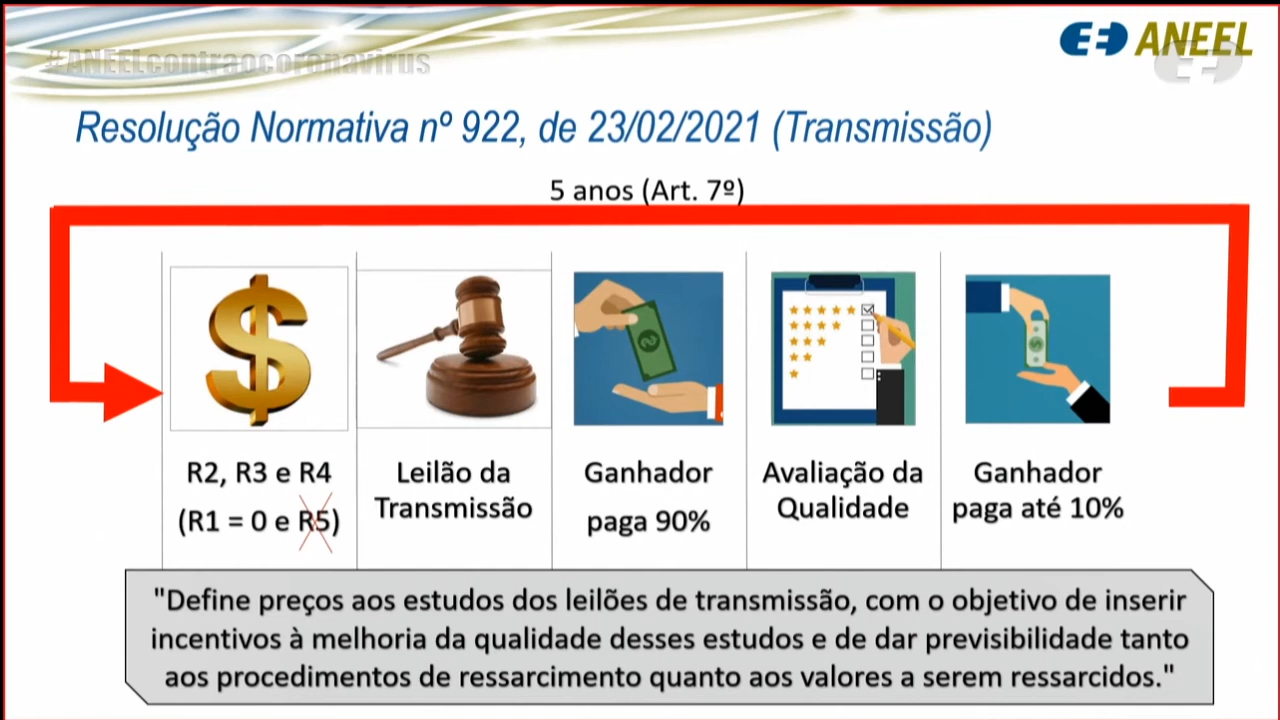 #ANEELcontraocoronavirus
ANEEL
Resolução Normativa nº 922, de 23/02/2021 (Transmissão)
5 anos (Art. 7º)
R2, R3 e R4
(R1 = 0 e R5)
Leilão da
Transmissão
Ganhador
paga 90%
Avaliação da
Qualidade
Ganhador
paga até 10%
"Define preços aos estudos dos leilões de transmissão, com o objetivo de inserir
incentivos à melhoria da qualidade desses estudos e de dar previsibilidade tanto
aos procedimentos de ressarcimento quanto aos valores a serem ressarcidos."